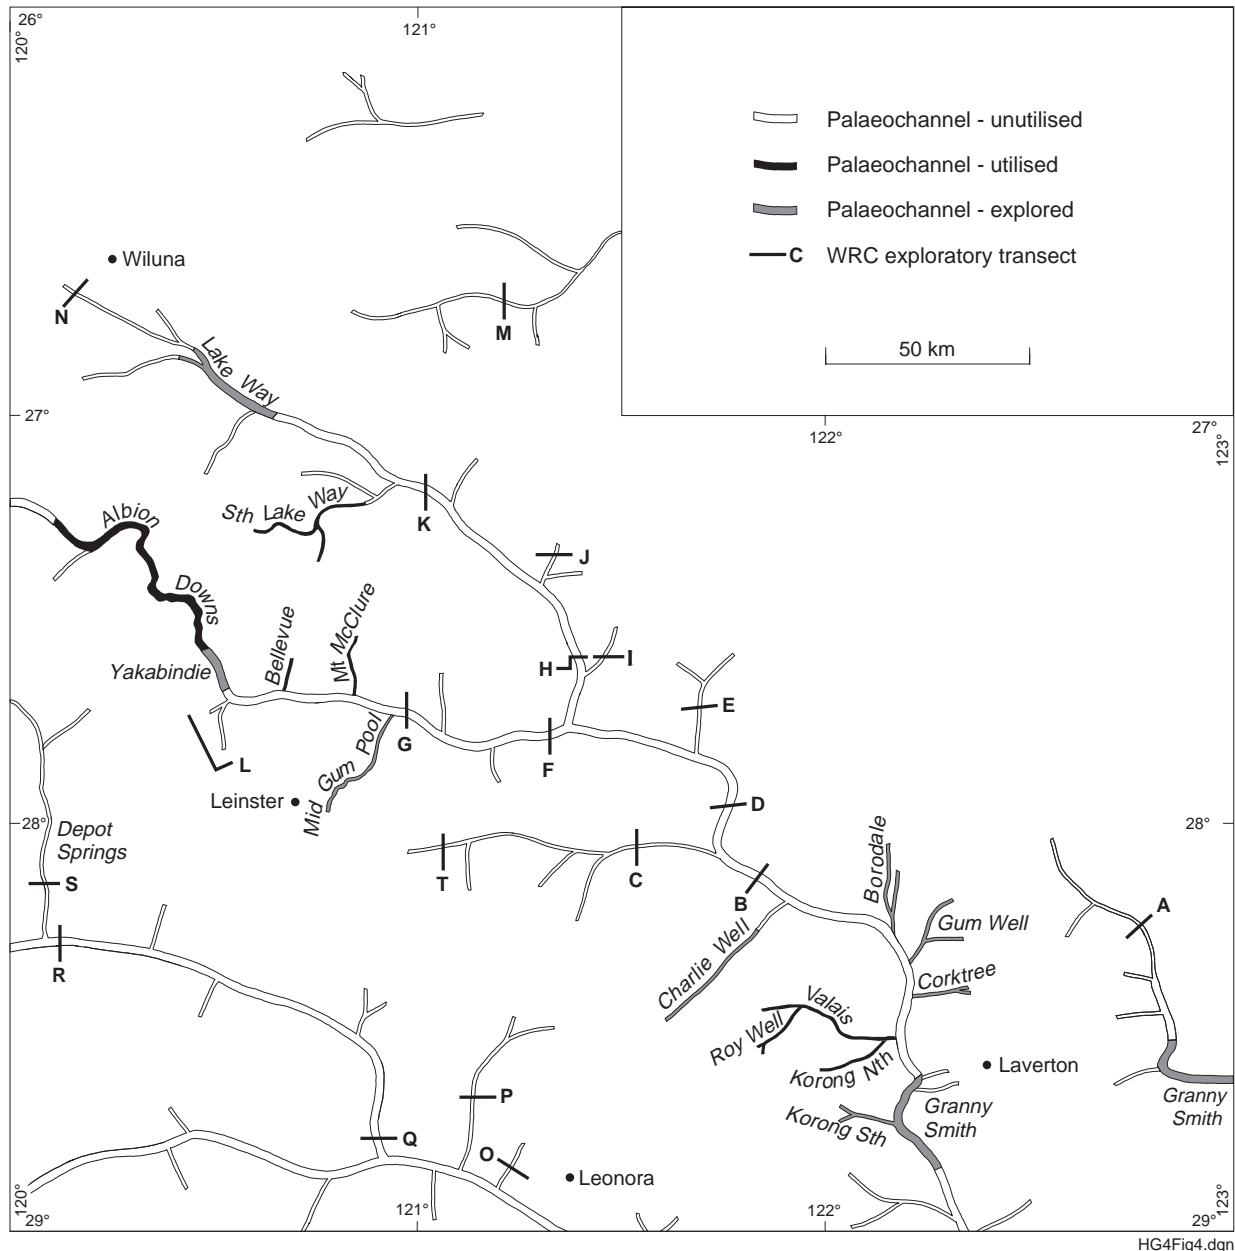 26°
120°
121°
Palaeochannel - unutilised
Palaeochannel - utilised
Palaeochannel - explored
C WRC exploratory transect
50 km
Wiluna
N
M
Lake Way
27°
122°
27°
123°
Sth Lake Way
K
Albion
Downs
J
Yakabindie
Bellevue
Mt McClure
H
I
E
Mid Gum Pool
G
F
L
Leinster
D
28°
28°
Depot
Springs
S
T
C
B
Borodale
A
Gum Well
R
Charlie Well
Corktree
Valais
Roy Well
Korong Nth
Laverton
P
Granny
Smith
Granny
Smith
Korong Sth
Q
O
Leonora
120°
29°
121°
122°
123°
29°
HG4Fig4.dgn